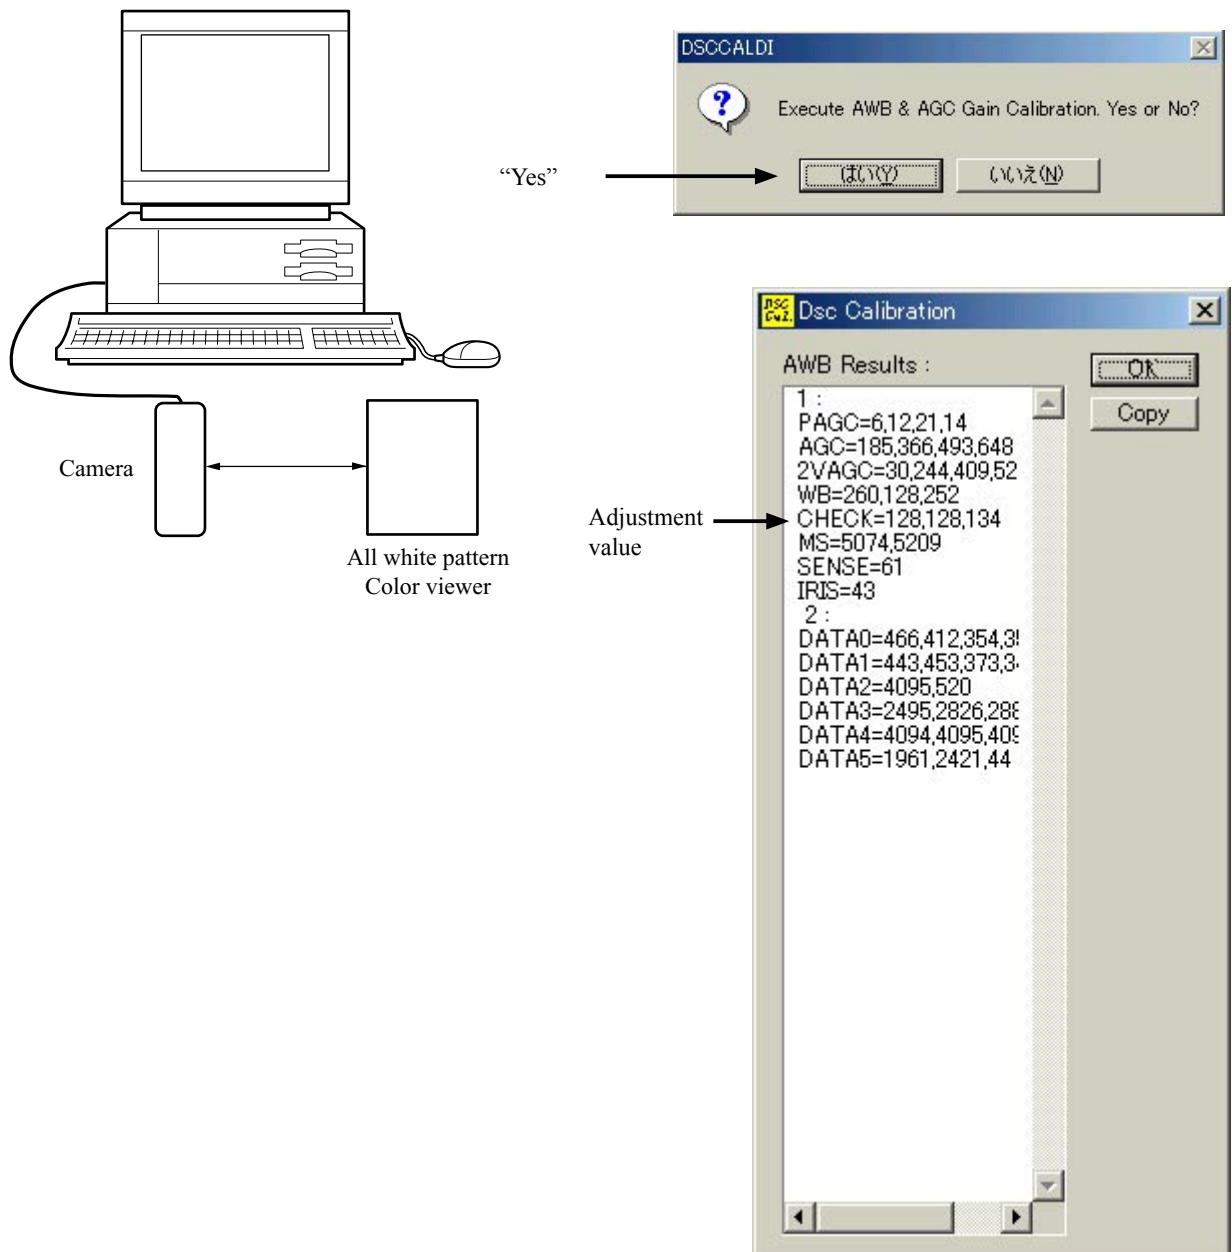 DSCCALDI
Execute AWB & AGC Gain Calibration. Yes or No?
はい(Y)
いいえ(N)
“Yes”
DSC
Cal.
Dsc Calibration
AWB Results :
1 :
PAGC=6,12,21,14
AGC=185,366,493,648
2VAGC=30,244,409,52
WB=260,128,252
CHECK=128,128,134
MS=5074,5209
SENSE=61
IRIS=43
2 :
DATA0=466,412,354,3
DATA1=443,453,373,3
DATA2=4095,520
DATA3=2495,2826,288
DATA4=4094,4095,409
DATA5=1961,2421,44
OK
Copy
Adjustment
value
Camera
All white pattern
Color viewer